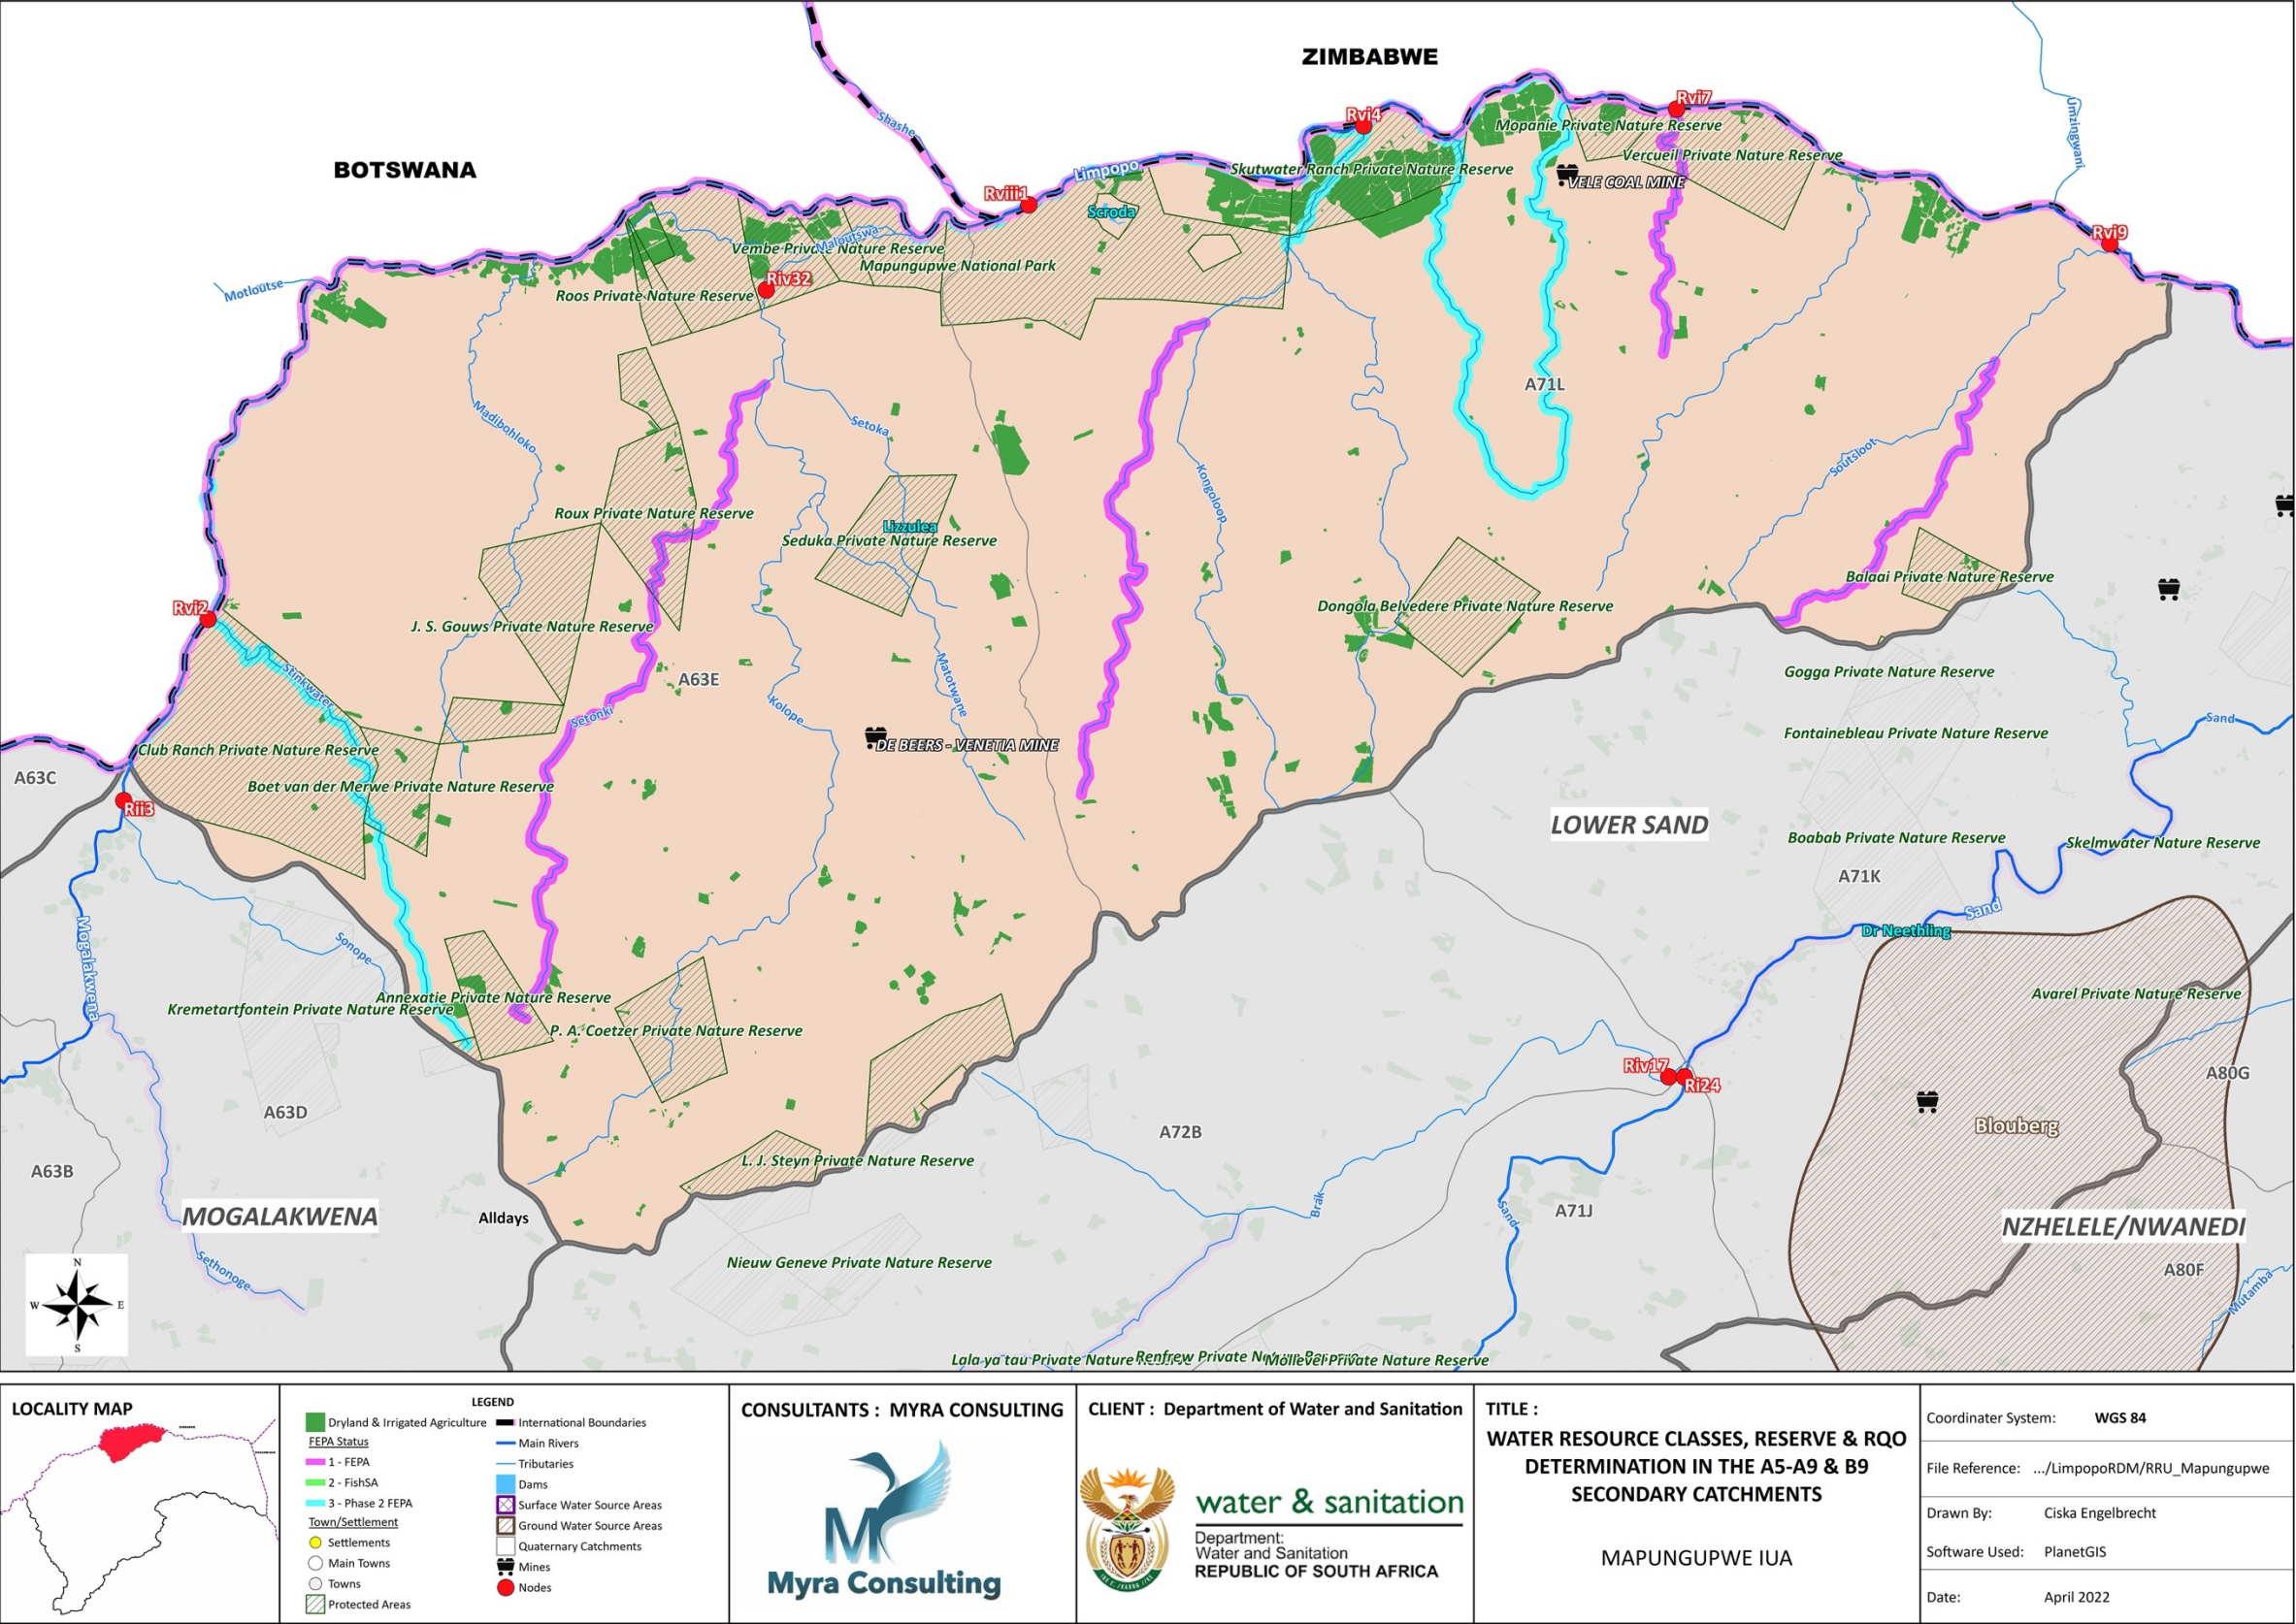 ZIMBABWE
BOTSWANA
Shashe
Limpopo
Umzingwani
Motloutse
Rvi4
Rvi7
Rviii1
Rvi9
Mopanie Private Nature Reserve
Vercueil Private Nature Reserve
Skutwater Ranch Private Nature Reserve
VELE COAL MINE
Scroda
Maloutswa
Vembe Private Nature Reserve
Mapungupwe National Park
Riv32
Roos Private Nature Reserve
A71L
Madibohloko
Setoka
Kongoloop
Soutsloot
Roux Private Nature Reserve
Lizzulea
Seduka Private Nature Reserve
Balaai Private Nature Reserve
Dongola Belvedere Private Nature Reserve
Rvi2
J. S. Gouws Private Nature Reserve
Stinkwater
A63E
Matotwane
Kolope
Setonki
Gogga Private Nature Reserve
Sand
Fontainebleau Private Nature Reserve
DE BEERS - VENETIA MINE
Club Ranch Private Nature Reserve
A63C
Boet van der Merwe Private Nature Reserve
Rii3
LOWER SAND
Boabab Private Nature Reserve
Skelmwater Nature Reserve
A71K
Sand
Dr Neethling
Mogalakwena
Sonope
Annexatie Private Nature Reserve
Kremetartfontein Private Nature Reserve
P. A. Coetzer Private Nature Reserve
Avarel Private Nature Reserve
Riv17
Ri24
A80G
A63D
A72B
Blouberg
A63B
L. J. Steyn Private Nature Reserve
MOGALAKWENA
Alldays
Brak
Sand
A71J
NZHELELE/NWANEDI
Sethonoge
Nieuw Geneve Private Nature Reserve
A80F
Mutamba
N
W
E
S
Lala ya tau Private Nature Reserve
Renfrew Private Nature Reserve
Mollevel Private Nature Reserve
LOCALITY MAP
LEGEND
Dryland & Irrigated Agriculture
FEPA Status
1 - FEPA
2 - FishSA
3 - Phase 2 FEPA
Town/Settlement
Settlements
Main Towns
Towns
Protected Areas
International Boundaries
Main Rivers
Tributaries
Dams
Surface Water Source Areas
Ground Water Source Areas
Quaternary Catchments
Mines
Nodes
CONSULTANTS : MYRA CONSULTING
M
Myra Consulting
CLIENT : Department of Water and Sanitation
water & sanitation
Department:
Water and Sanitation
REPUBLIC OF SOUTH AFRICA
TITLE :
WATER RESOURCE CLASSES, RESERVE & RQO
DETERMINATION IN THE A5-A9 & B9
SECONDARY CATCHMENTS
MAPUNGUPWE IUA
Coordinater System: WGS 84
File Reference: .../LimpopoRDM/RRU_Mapungupwe
Drawn By: Ciska Engelbrecht
Software Used: PlanetGIS
Date: April 2022